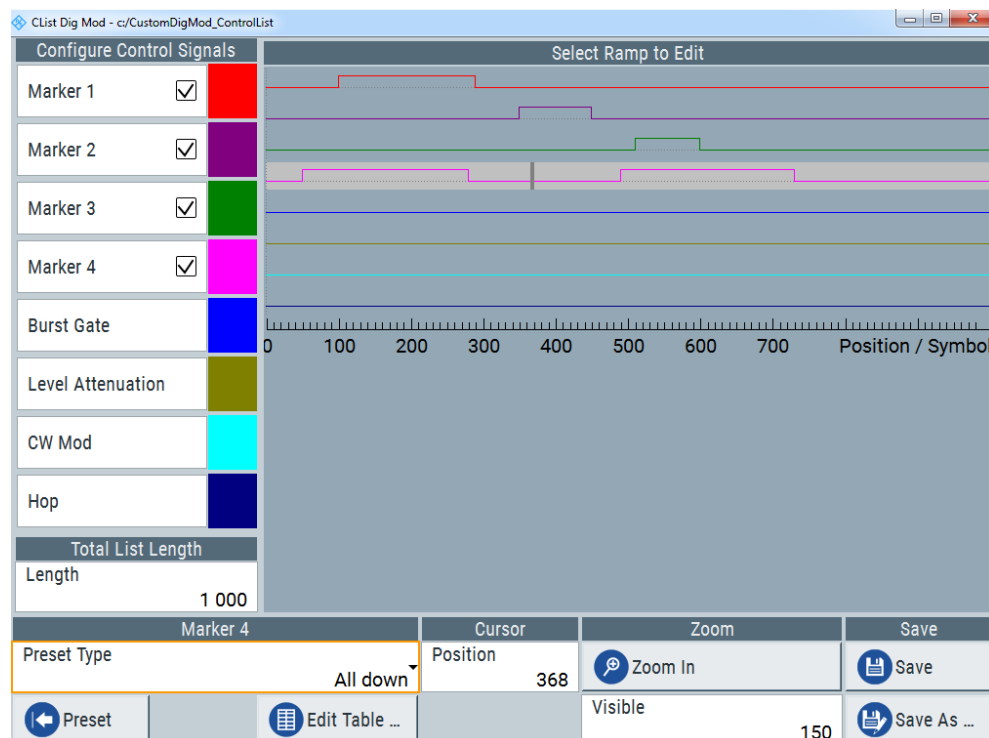 CList Dig Mod - c:/CustomDigMod_ControlList
Configure Control Signals
Select Ramp to Edit
Marker 1
Marker 2
Marker 3
Marker 4
Burst Gate
Level Attenuation
CW Mod
Hop
0 100 200 300 400 500 600 700 Position / Symbol
Total List Length
Length
1 000
Marker 4
Cursor
Zoom
Save
Preset Type
All down
Position
368
Zoom In
Save
Preset
Edit Table ...
Visible
150
Save As ...